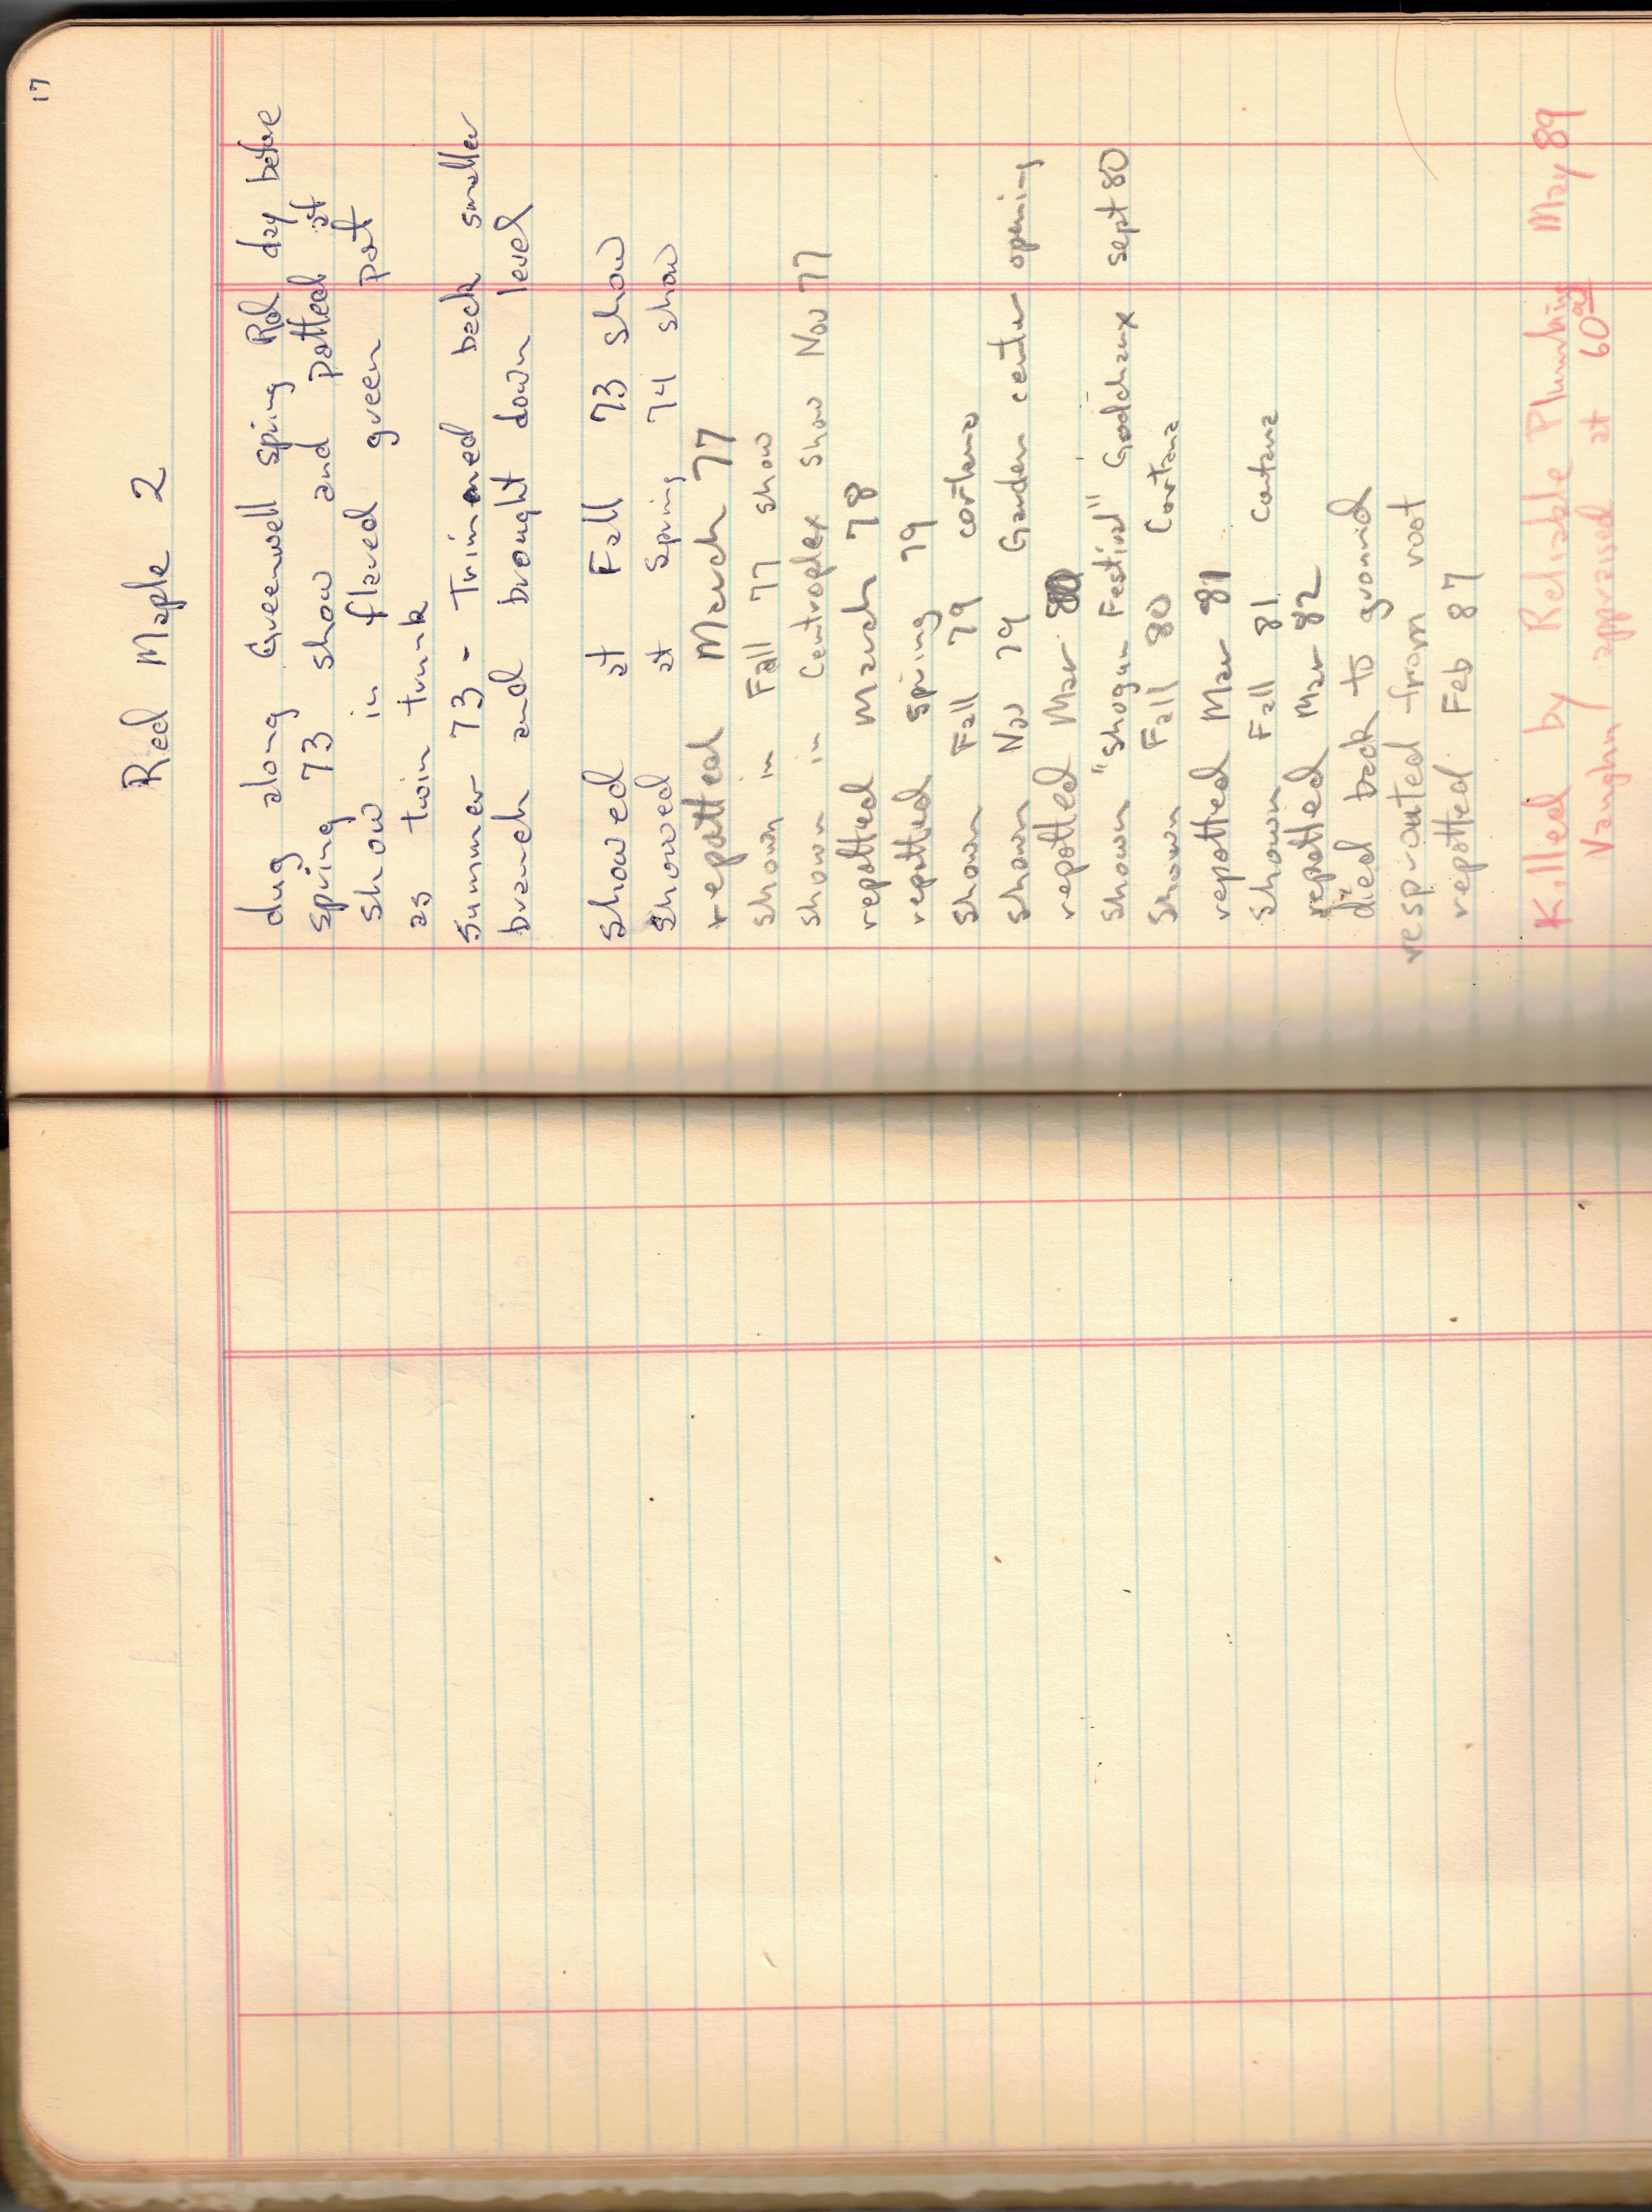 17
Red Maple 2
dug along Greenwell spring Rd day before
spring 73 show and potted at
show in flared green pot
as twin trunk
Summer 73 - Trimmed back smaller
branch and brought down level
showed at Fall 73 show
showed at Spring 74 show
repotted March 77
shown in Fall 77 show
shown in Centroplex show Nov 77
repotted March 78
repotted spring 79
shown Fall 79 cortana
shown Nov 79 Garden center opening
repotted Mar 80
shown "Shogun Festival" Godchaux sept 80
Shown Fall 80 Cortana
repotted Mar 81
shown Fall 81 Cortana
repotted Mar 82
died back to ground
resprouted from root
repotted Feb 87
Killed by Reliable Plumbing May 89
Vaughn appraised at 60 00